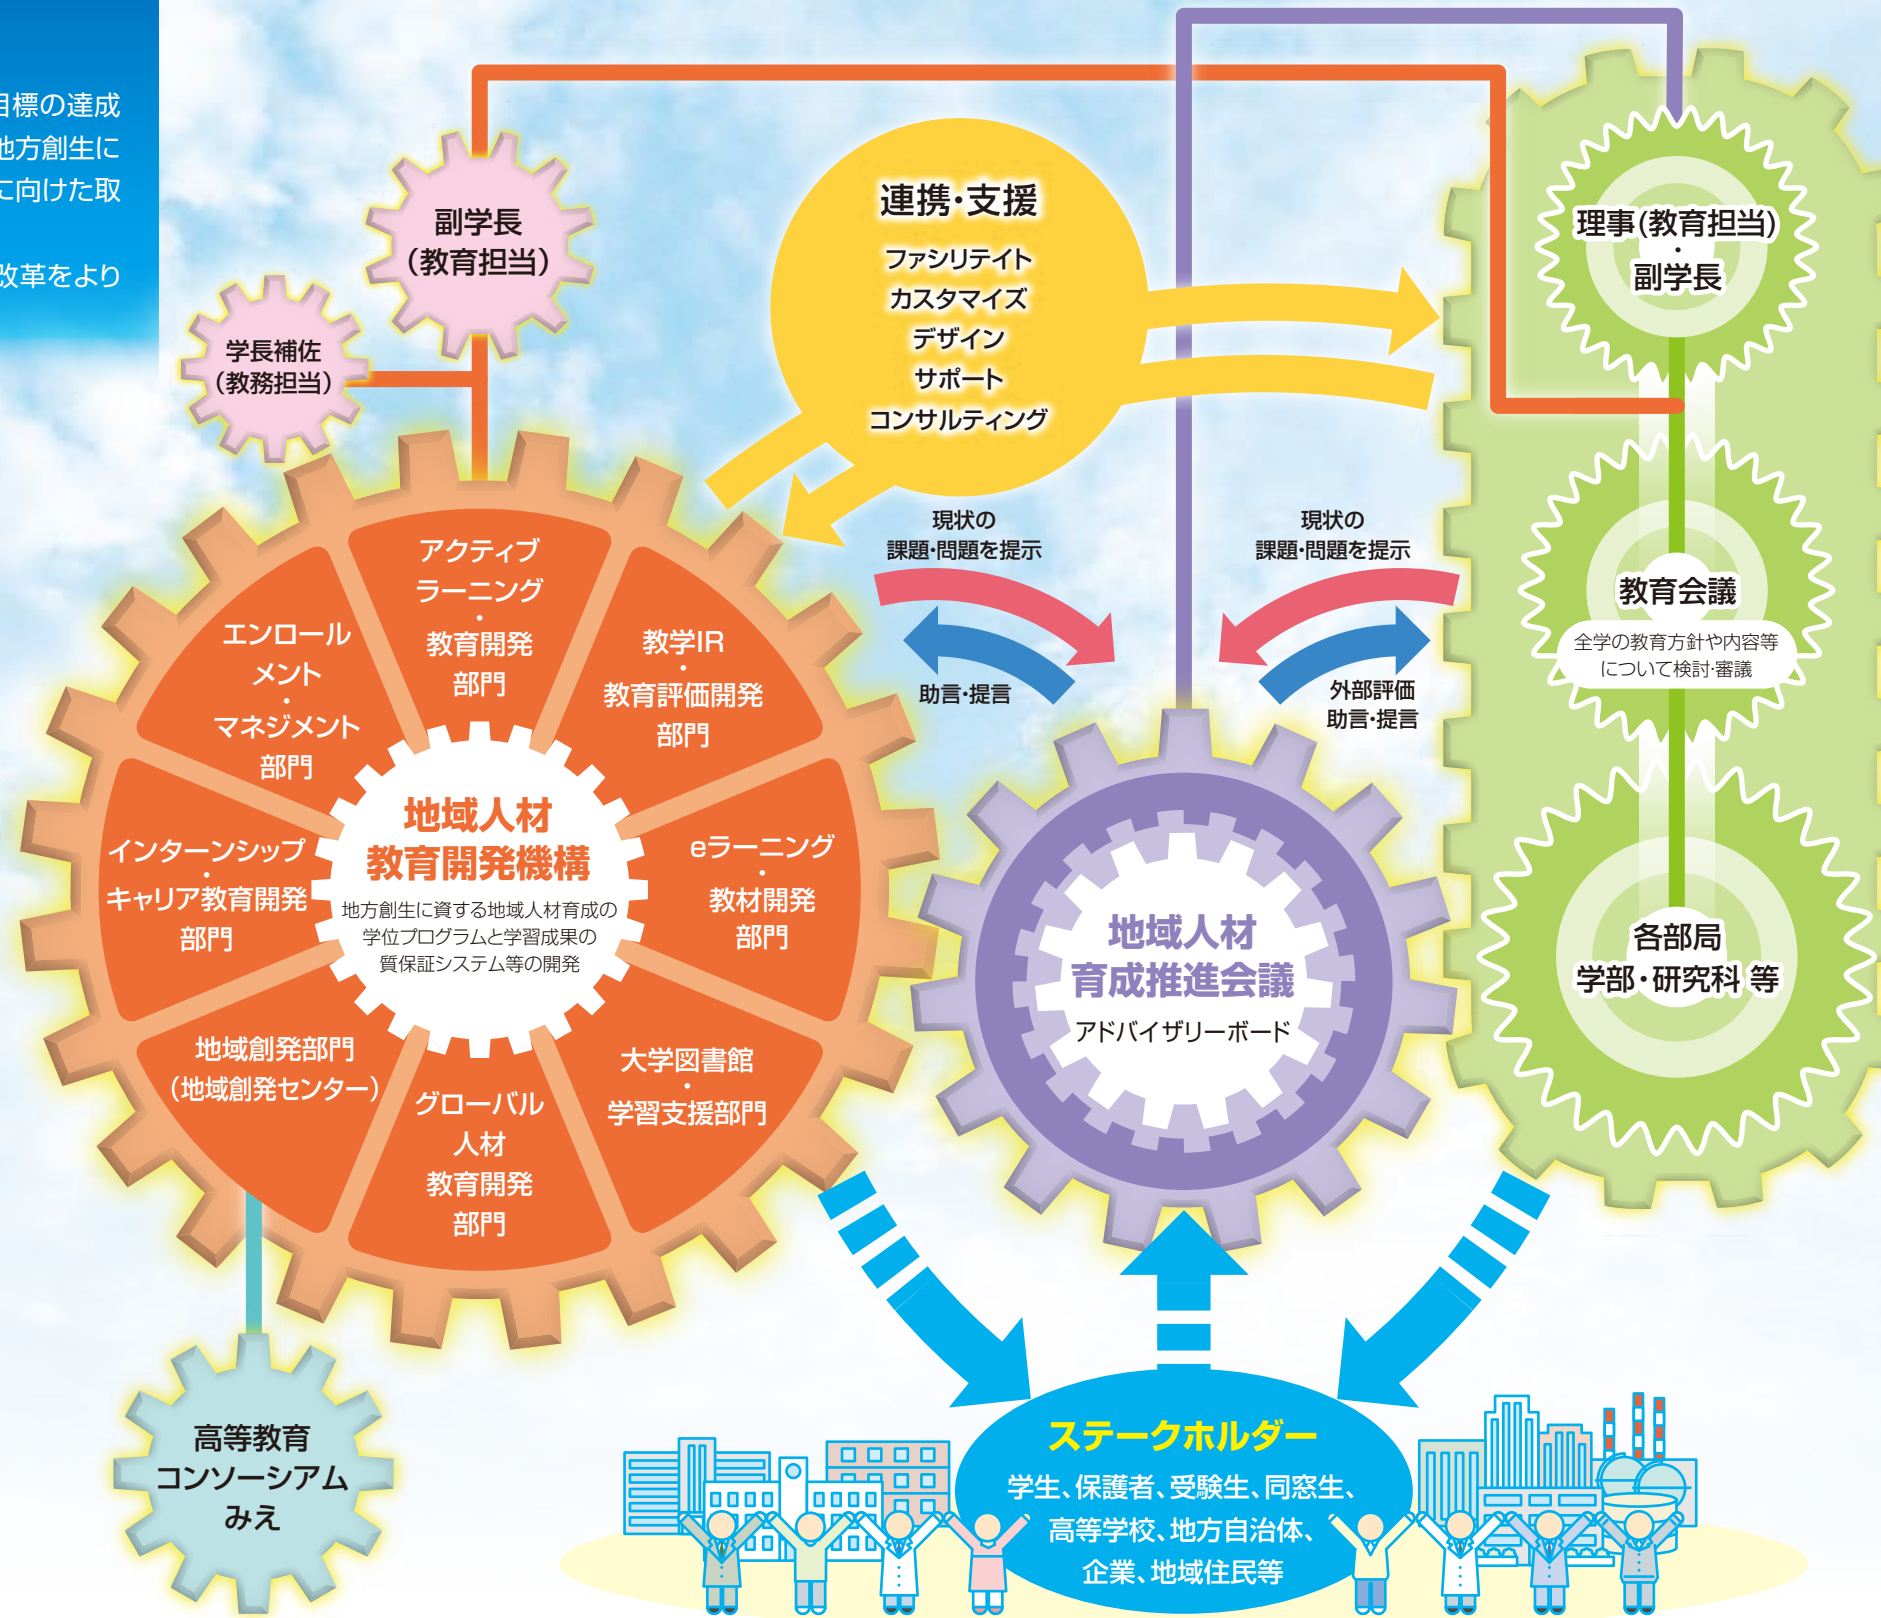 目標の達成
地方創生に
に向けた取
改革をより
副学長
（教育担当）
学長補佐
（教務担当）
連携・支援
ファシリテイト
カスタマイズ
デザイン
サポート
コンサルティング
理事(教育担当)
・
副学長
教育会議
全学の教育方針や内容等
について検討・審議
各部局
学部・研究科 等
現状の
課題・問題を提示
助言・提言
現状の
課題・問題を提示
外部評価
助言・提言
アクティブ
ラーニング
・
教育開発
部門
教学IR
・
教育評価開発
部門
eラーニング
・
教材開発
部門
大学図書館
・
学習支援部門
グローバル
人材
教育開発
部門
地域創発部門
（地域創発センター）
インターンシップ
・
キャリア教育開発
部門
エンロール
メント
・
マネジメント
部門
地域人材
教育開発機構
地方創生に資する地域人材育成の
学位プログラムと学習成果の
質保証システム等の開発
地域人材
育成推進会議
アドバイザリーボード
高等教育
コンソーシアム
みえ
ステークホルダー
学生、保護者、受験生、同窓生、
高等学校、地方自治体、
企業、地域住民等